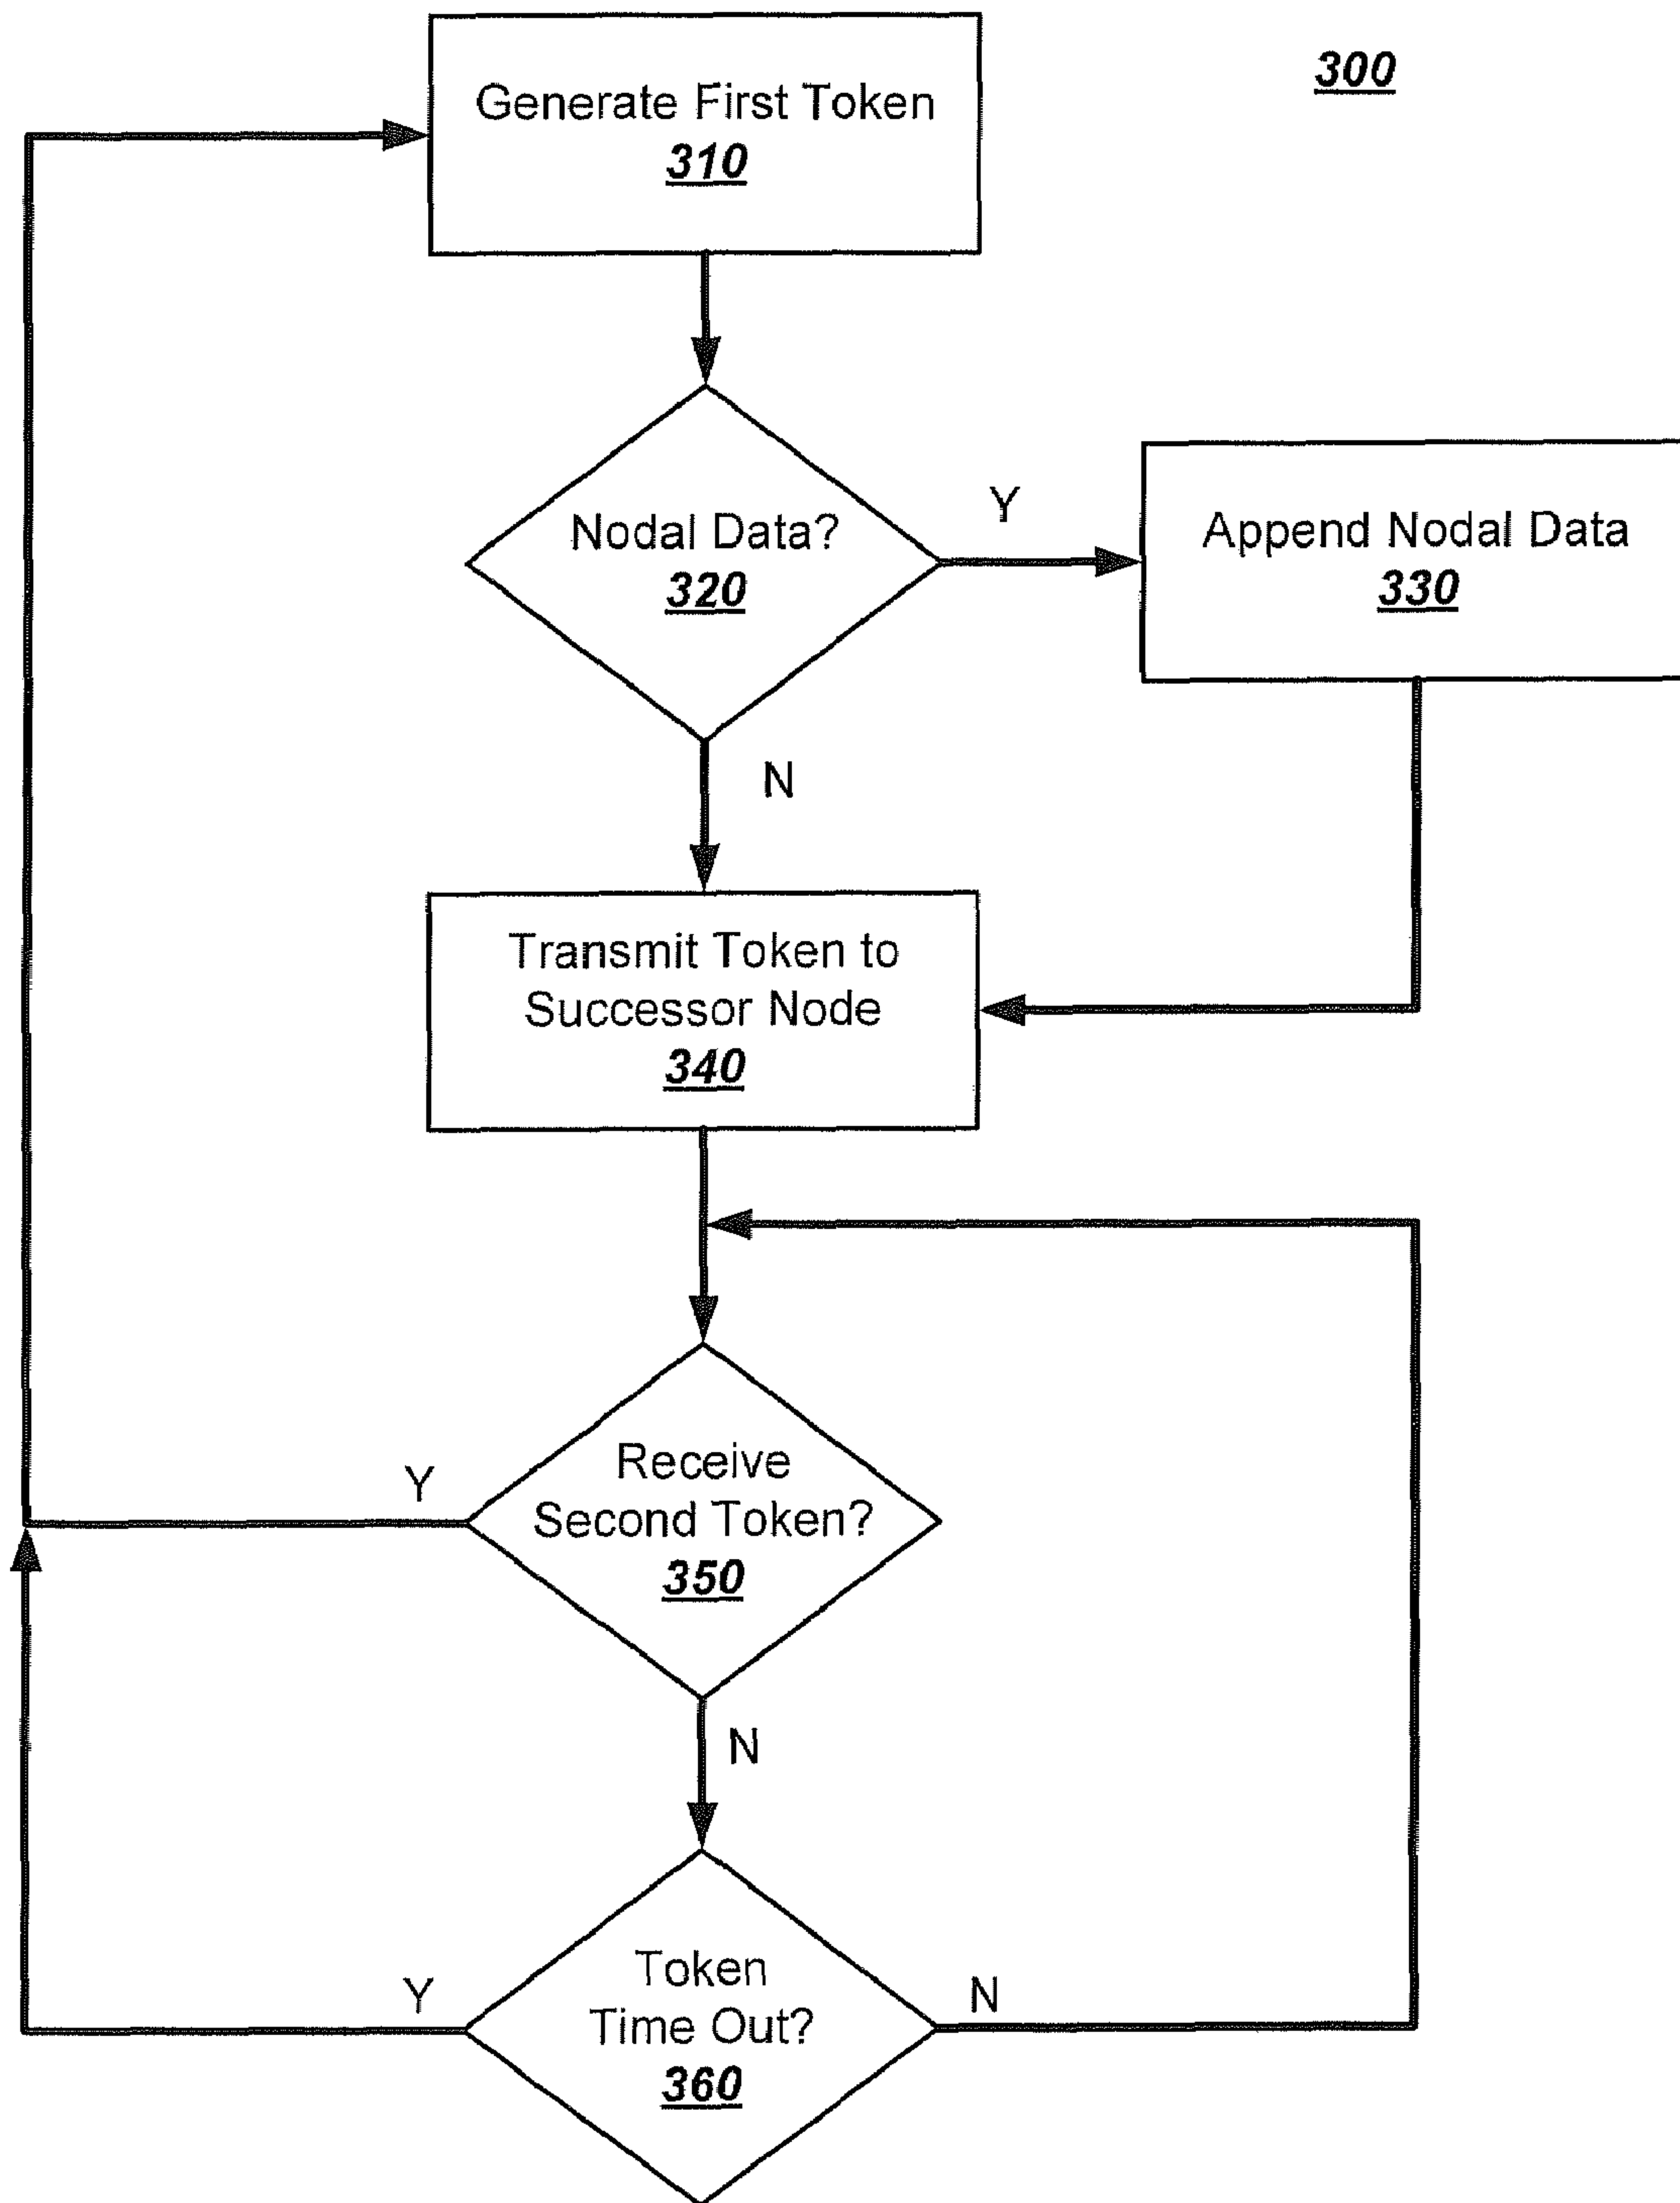 300
Generate First Token
310
Nodal Data?
320
Y
Append Nodal Data
330
N
Transmit Token to
Successor Node
340
Receive
Second Token?
350
Y
N
Token
Time Out?
360
Y
N